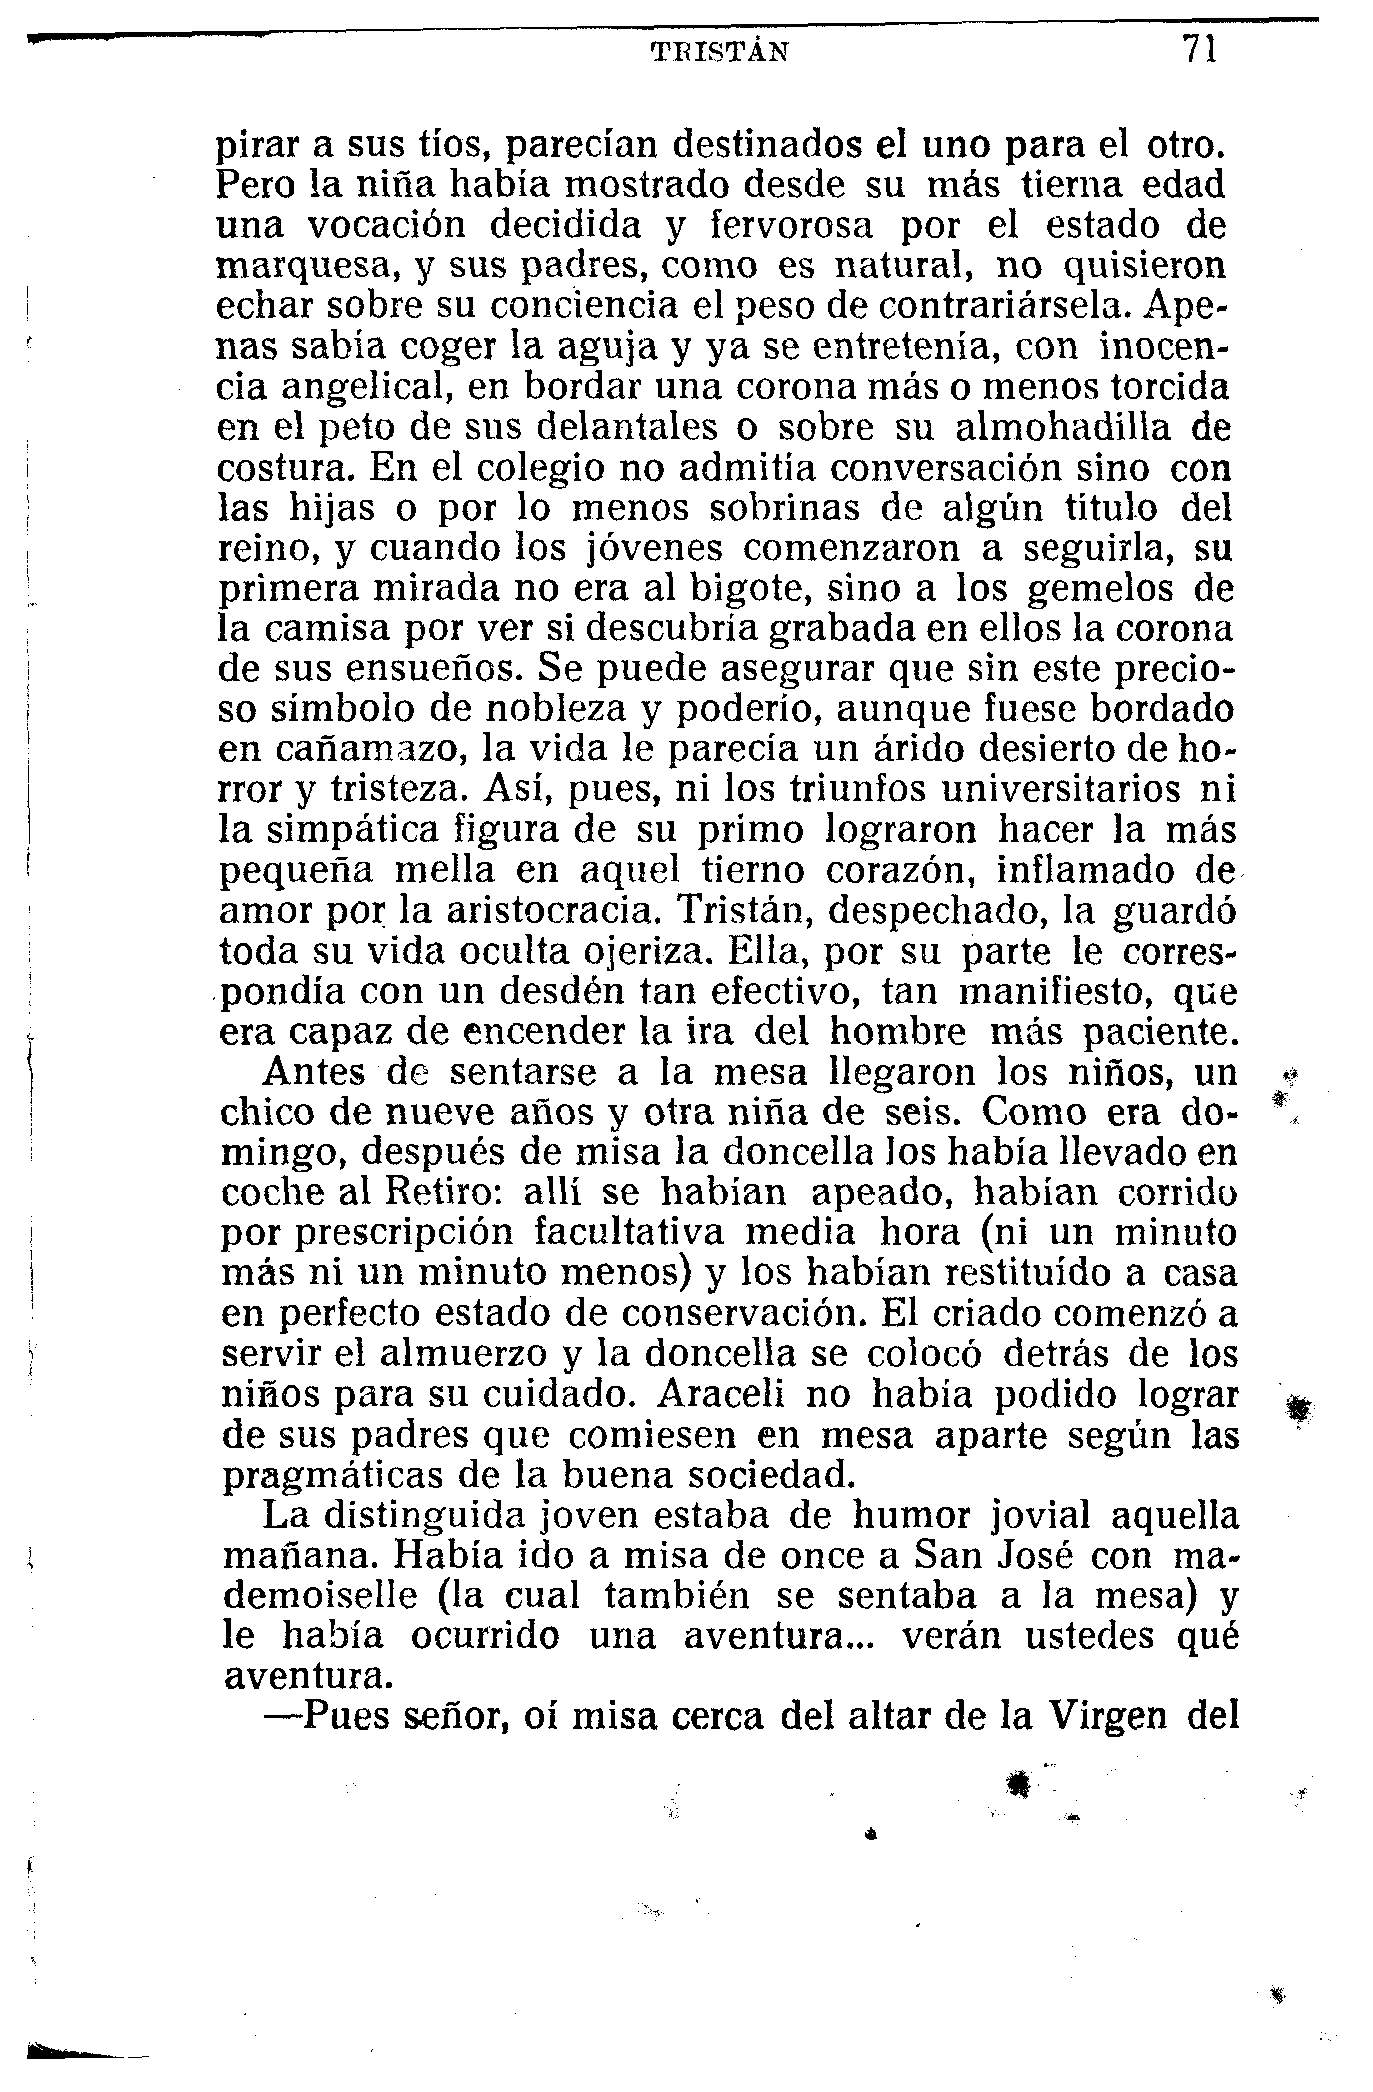 TRISTÁN 71
pirar a sus tíos, parecían destinados el uno para el otro.
Pero la niña había mostrado desde su más tierna edad
una vocación decidida y fervorosa por el estado de
marquesa, y sus padres, como es natural, no quisieron
echar sobre su conciencia el peso de contrariársela. Ape-
nas sabía coger la aguja y ya se entretenía, con inocen-
cia angelical, en bordar una corona más o menos torcida
en el peto de sus delantales o sobre su almohadilla de
costura. En el colegio no admitía conversación sino con
las hijas o por lo menos sobrinas de algún título del
reino, y cuando los jóvenes comenzaron a seguirla, su
primera mirada no era al bigote, sino a los gemelos de
la camisa por ver si descubría grabada en ellos la corona
de sus ensueños. Se puede asegurar que sin este precio-
so símbolo de nobleza y poderío, aunque fuese bordado
en cañamazo, la vida le parecía un árido desierto de ho-
rror y tristeza. Así, pues, ni los triunfos universitarios ni
la simpática figura de su primo lograron hacer la más
pequeña mella en aquel tierno corazón, inflamado de
amor por la aristocracia. Tristán, despechado, la guardó
toda su vida oculta ojeriza. Ella, por su parte le corres-
pondía con un desdén tan efectivo, tan manifiesto, que
era capaz de encender la ira del hombre más paciente.
Antes de sentarse a la mesa llegaron los niños, un
chico de nueve años y otra niña de seis. Como era do-
mingo, después de misa la doncella los había llevado en
coche al Retiro: allí se habían apeado, habían corrido
por prescripción facultativa media hora (ni un minuto
más ni un minuto menos) y los habían restituído a casa
en perfecto estado de conservación. El criado comenzó a
servir el almuerzo y la doncella se colocó detrás de los
niños para su cuidado. Araceli no había podido lograr
de sus padres que comiesen en mesa aparte según las
pragmáticas de la buena sociedad.
La distinguida joven estaba de humor jovial aquella
mañana. Había ido a misa de once a San José con ma-
demoiselle (la cual también se sentaba a la mesa) y
le había ocurrido una aventura... verán ustedes qué
aventura.
—Pues señor, oí misa cerca del altar de la Virgen del